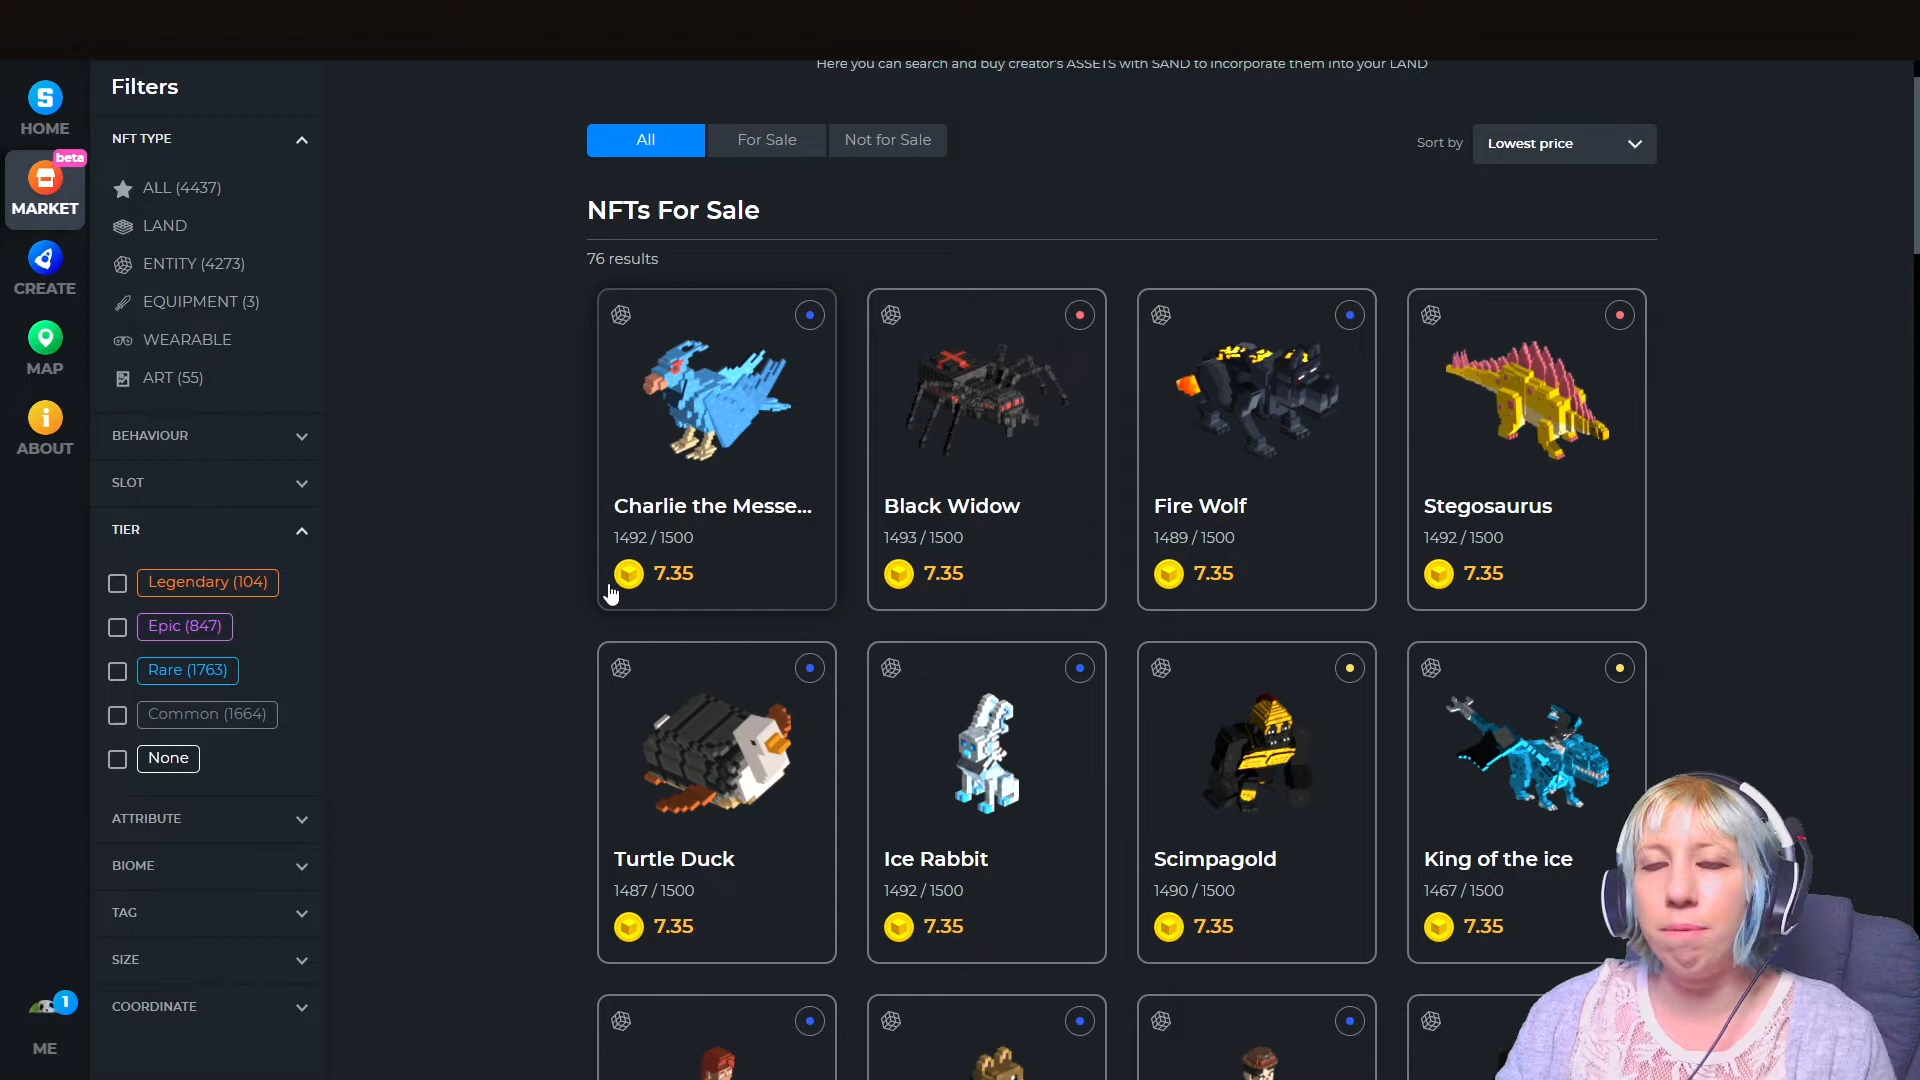 Here you can search and buy creator's ASSETS with SAND to incorporate them into your LAND
S
HOME
beta
MARKET
CREATE
MAP
i
ABOUT
1
ME
Filters
NFT TYPE
ALL (4437)
LAND
ENTITY (4273)
EQUIPMENT (3)
WEARABLE
ART (55)
BEHAVIOUR
SLOT
TIER
Legendary (104)
Epic (847)
Rare (1763)
Common (1664)
None
ATTRIBUTE
BIOME
TAG
SIZE
COORDINATE
All
For Sale
Not for Sale
Sort by
Lowest price
NFTs For Sale
76 results
Charlie the Messe...
1492 / 1500
7.35
Black Widow
1493 / 1500
7.35
Fire Wolf
1489 / 1500
7.35
Stegosaurus
1492 / 1500
7.35
Turtle Duck
1487 / 1500
7.35
Ice Rabbit
1492 / 1500
7.35
Scimpagold
1490 / 1500
7.35
King of the ice
1467 / 1500
7.35